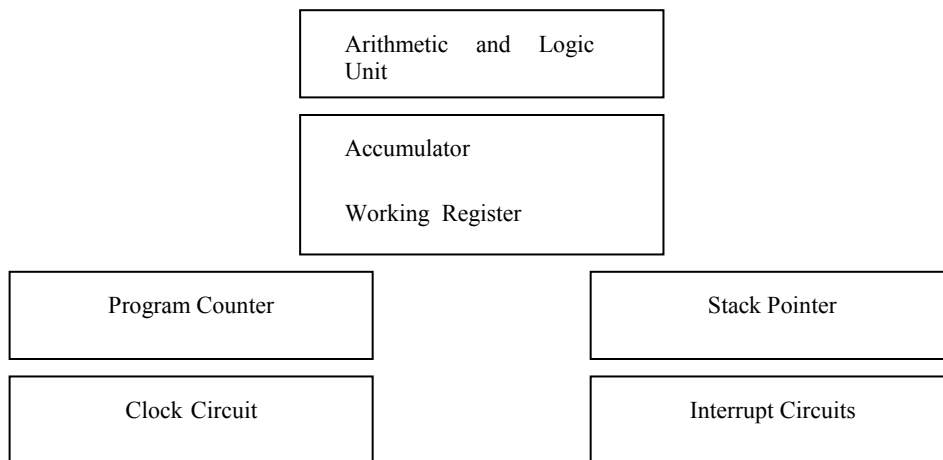 Arithmetic and Logic
Unit
Accumulator
Working Register
Program Counter
Stack Pointer
Clock Circuit
Interrupt Circuits